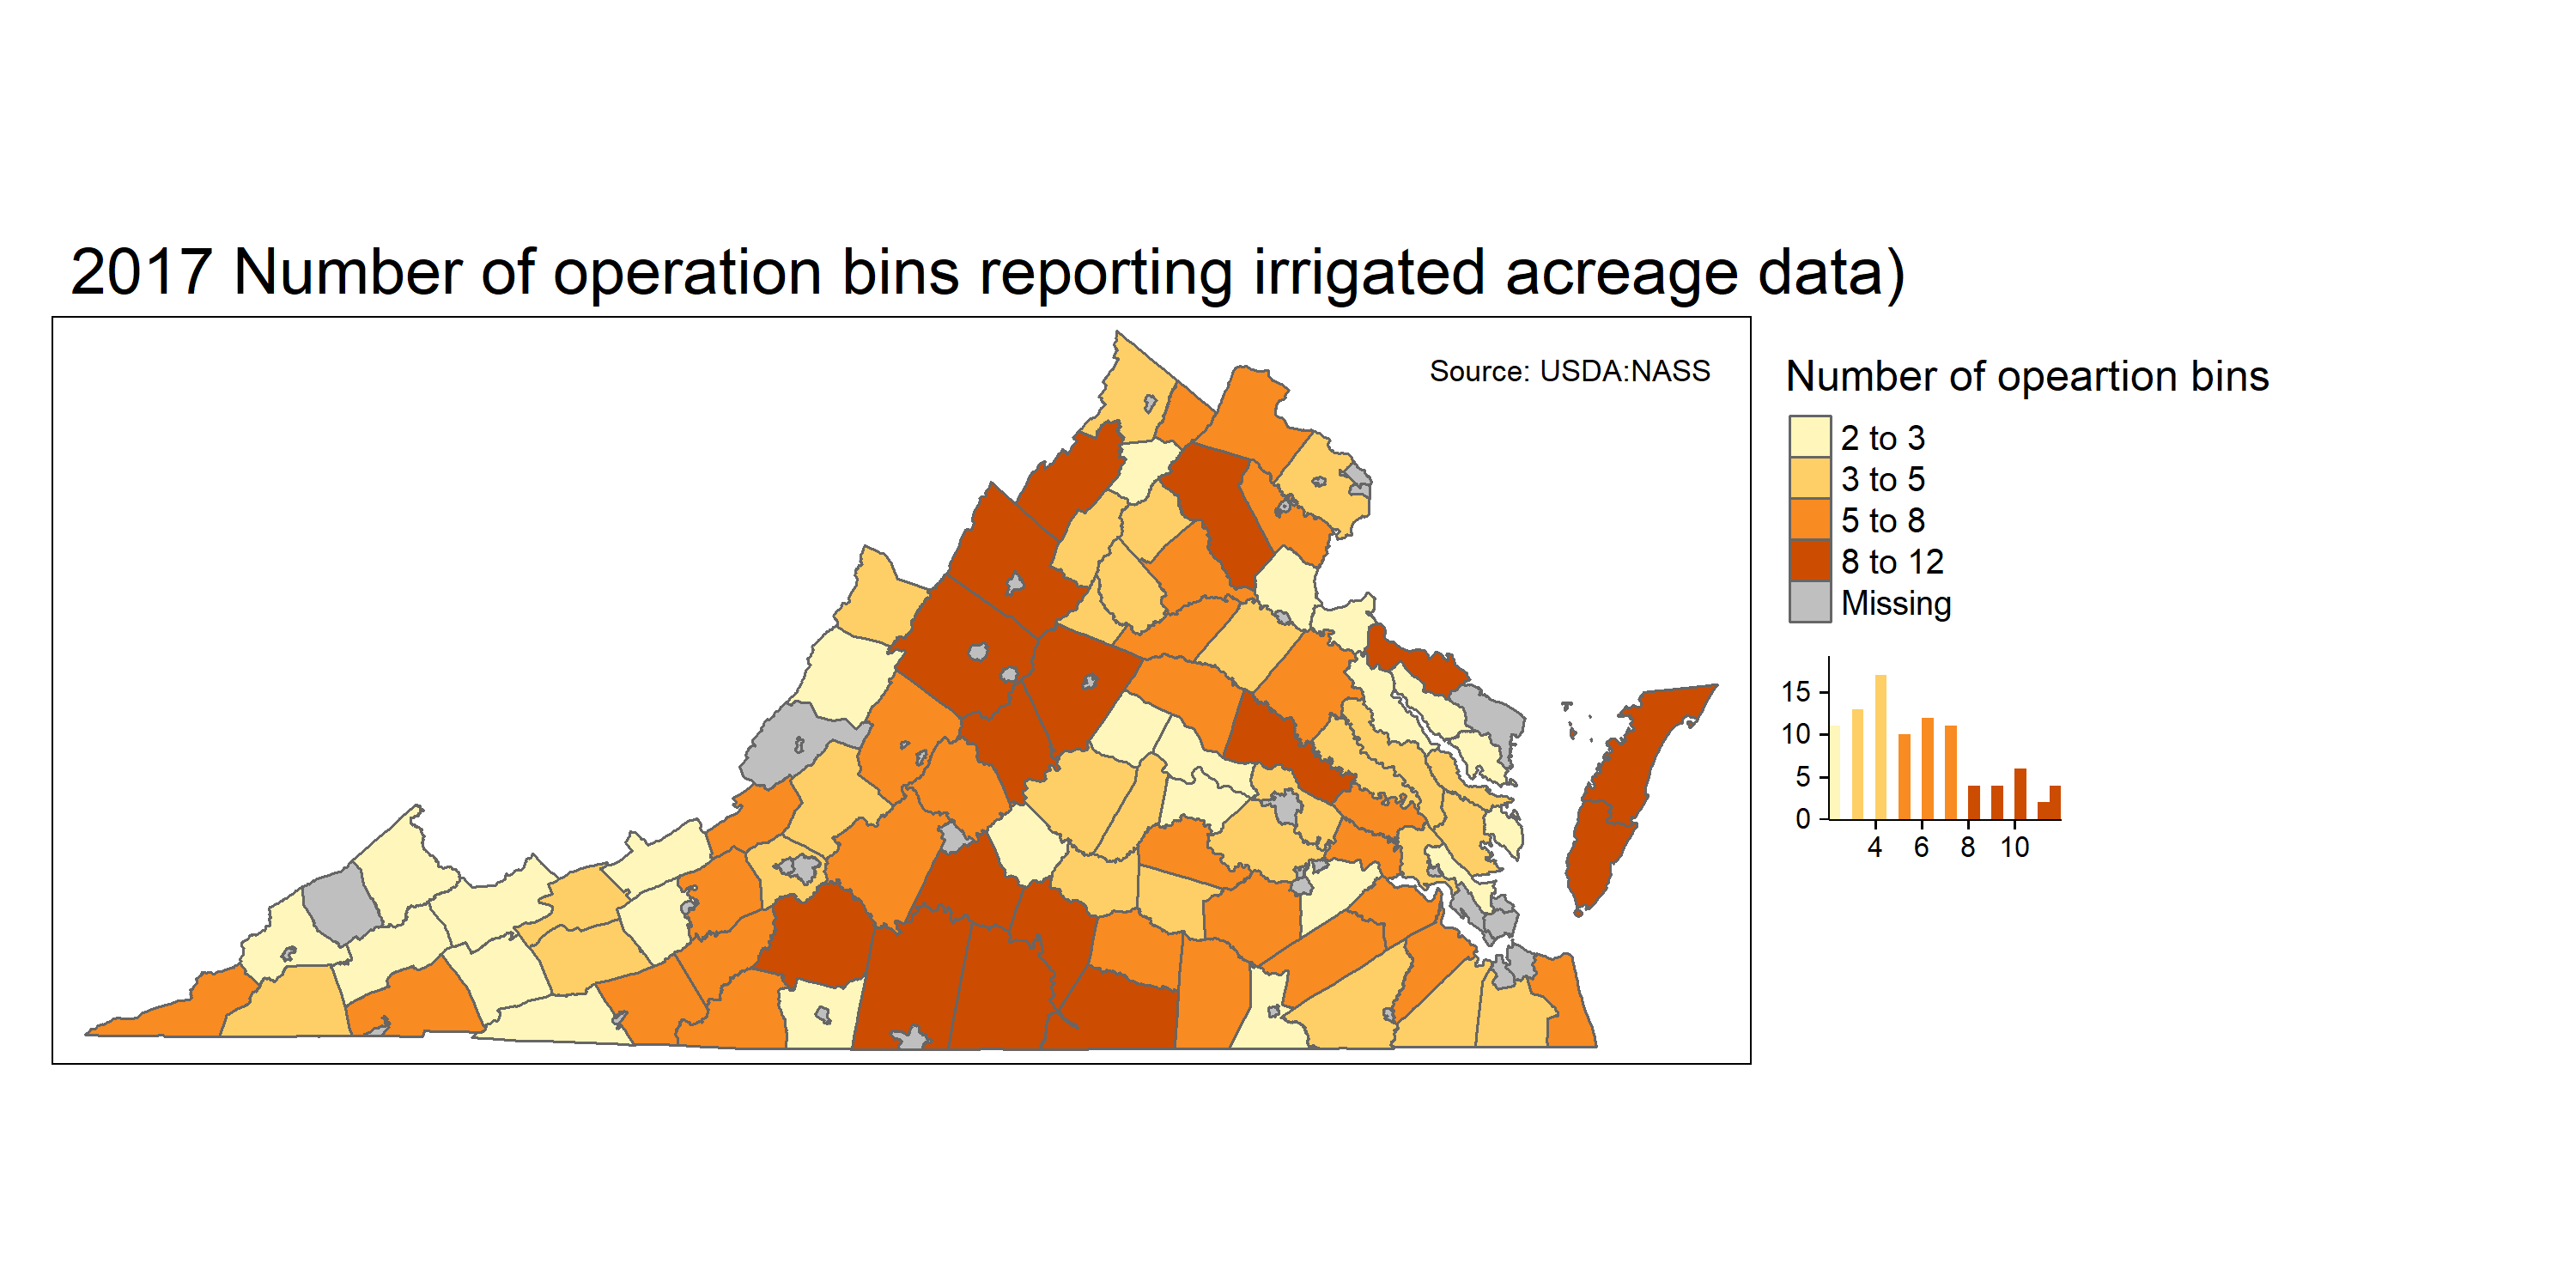 2017 Number of operation bins reporting irrigated acreage data)
Source: USDA:NASS
Number of opeartion bins
2 to 3
3 to 5
5 to 8
8 to 12
Missing
15
10
5
0
4 6 8 10